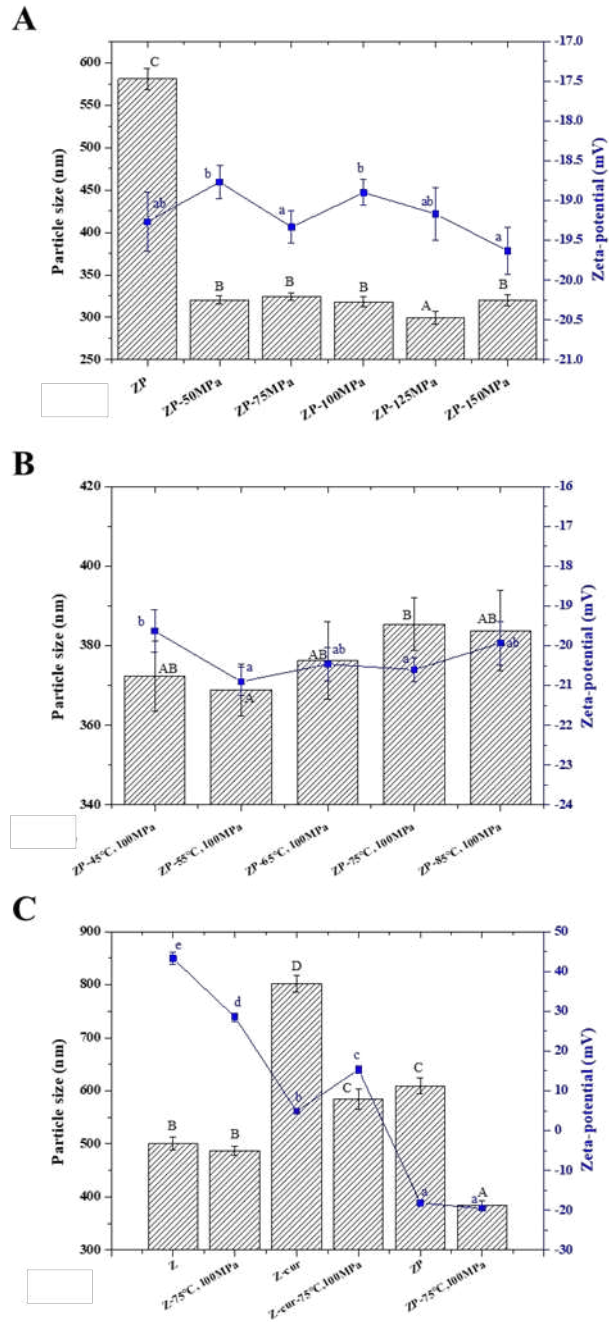 A
600
550
500
450
400
350
300
250
Particle size (nm)
-17.0
-17.5
-18.0
-18.5
-19.0
-19.5
-20.0
-20.5
-21.0
Zeta-potential (mV)
C
ab
b
a
b
ab
a
B
B
B
A
B
ZP
ZP-50MPa
ZP-75MPa
ZP-100MPa
ZP-125MPa
ZP-150MPa
B
420
400
380
360
340
Particle size (nm)
-16
-17
-18
-19
-20
-21
-22
-23
-24
Zeta-potential (mV)
b
AB
a
A
AB
ab
B
a
AB
ab
ZP-45°C, 100MPa
ZP-55°C, 100MPa
ZP-65°C, 100MPa
ZP-75°C, 100MPa
ZP-85°C, 100MPa
C
900
800
700
600
500
400
300
Particle size (nm)
50
40
30
20
10
0
-10
-20
-30
Zeta-potential (mV)
e
d
D
c
b
C
C
B
B
a
a
A
Z
Z-75°C, 100MPa
Z-cur
Z-cur-75°C,100MPa
ZP
ZP-75°C,100MPa